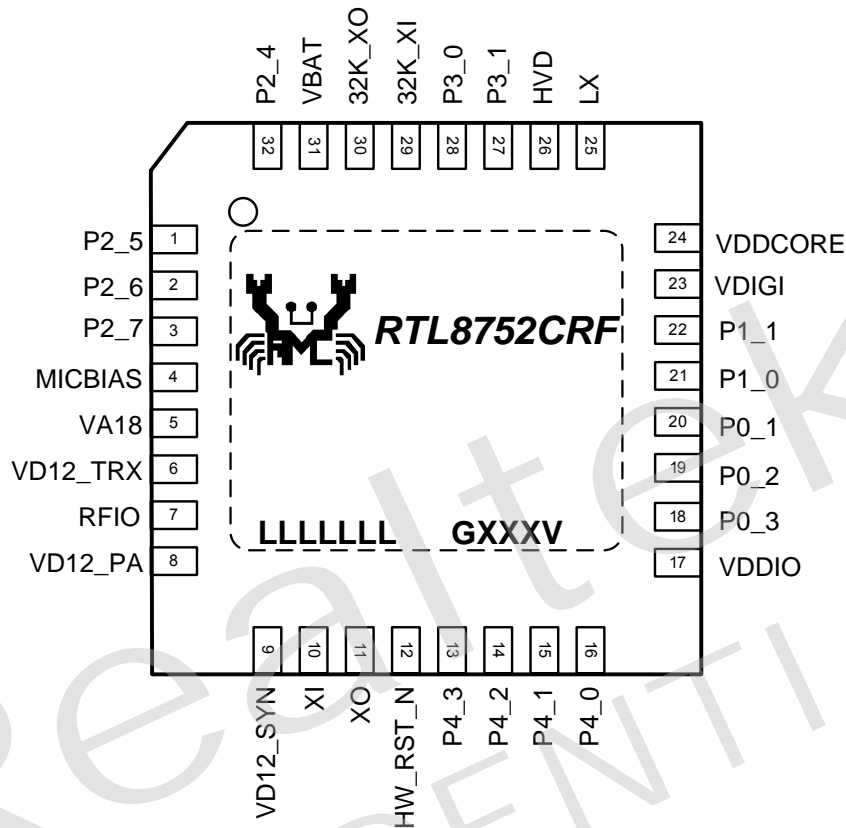 P2_4
VBAT
32K_XO
32K_XI
P3_0
P3_1
HVD
LX
32
31
30
29
28
27
26
25
P2_5
1
P2_6
2
P2_7
3
MICBIAS
4
VA18
5
VD12_TRX
6
RFIO
7
VD12_PA
8
RTL8752CRF
LLLLLLL GXXXV
24
VDDCORE
23
VDIGI
22
P1_1
21
P1_0
20
P0_1
19
P0_2
18
P0_3
17
VDDIO
9
10
11
12
13
14
15
16
VD12_SYN
XI
XO
HW_RST_N
P4_3
P4_2
P4_1
P4_0
Realtek